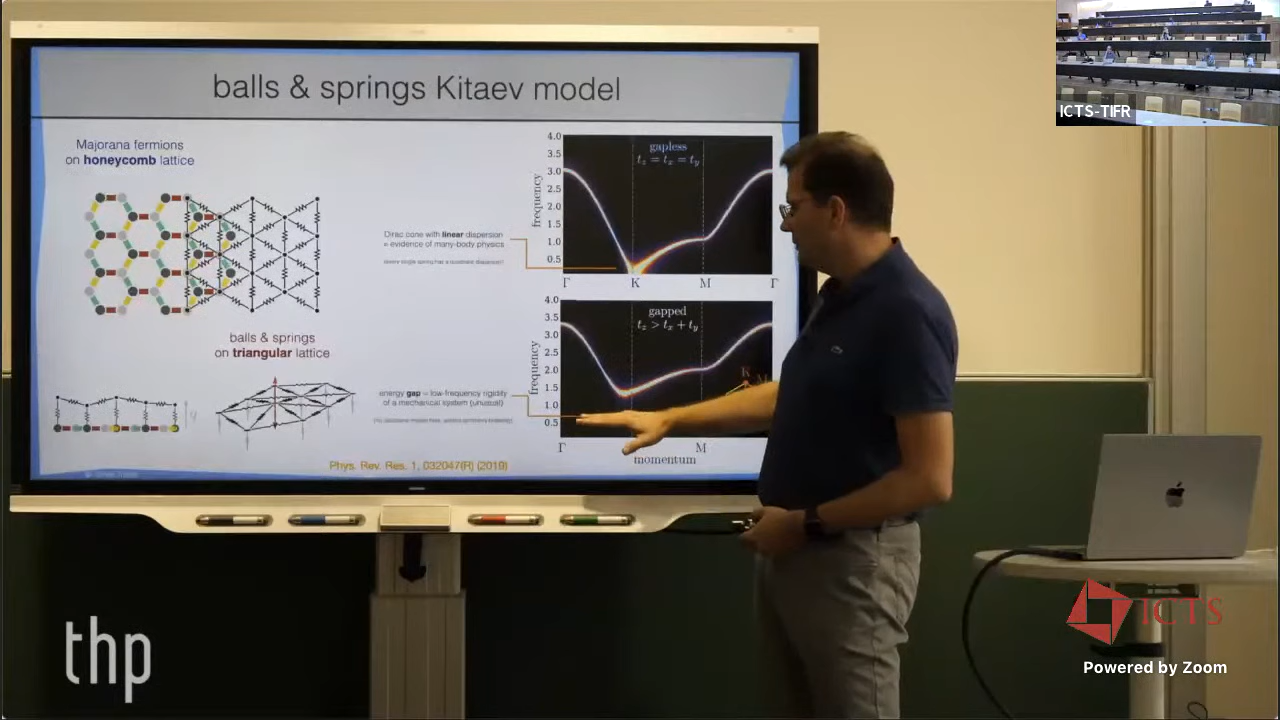 balls & springs Kitaev model
Majorana fermions
on honeycomb lattice
balls & springs
on triangular lattice
Dirac cone with linear dispersion
= evidence of many-body physics
energy gap = low-frequency rigidity
of a mechanical system (unusual)
Phys. Rev. Res. 1, 032047(R) (2019)
gapless
t_z = t_x = t_y
frequency
4.0
3.5
3.0
2.5
2.0
1.5
1.0
0.5
Γ K M Γ
gapped
t_z > t_x + t_y
frequency
4.0
3.5
3.0
2.5
2.0
1.5
1.0
0.5
K
M
Γ M
momentum
ICTS-TIFR
thp
ICTS
Powered by Zoom